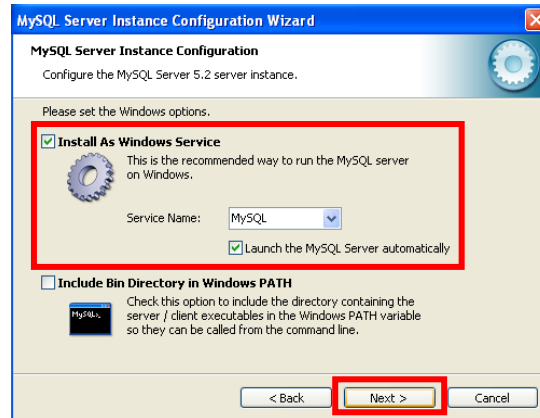 MySQL Server Instance Configuration Wizard
MySQL Server Instance Configuration
Configure the MySQL Server 5.2 server instance.
Please set the Windows options.
Install As Windows Service
This is the recommended way to run the MySQL server
on Windows.
Service Name:
MySQL
Launch the MySQL Server automatically
Include Bin Directory in Windows PATH
MySQL>_
Check this option to include the directory containing the
server / client executables in the Windows PATH variable
so they can be called from the command line.
< Back
Next >
Cancel